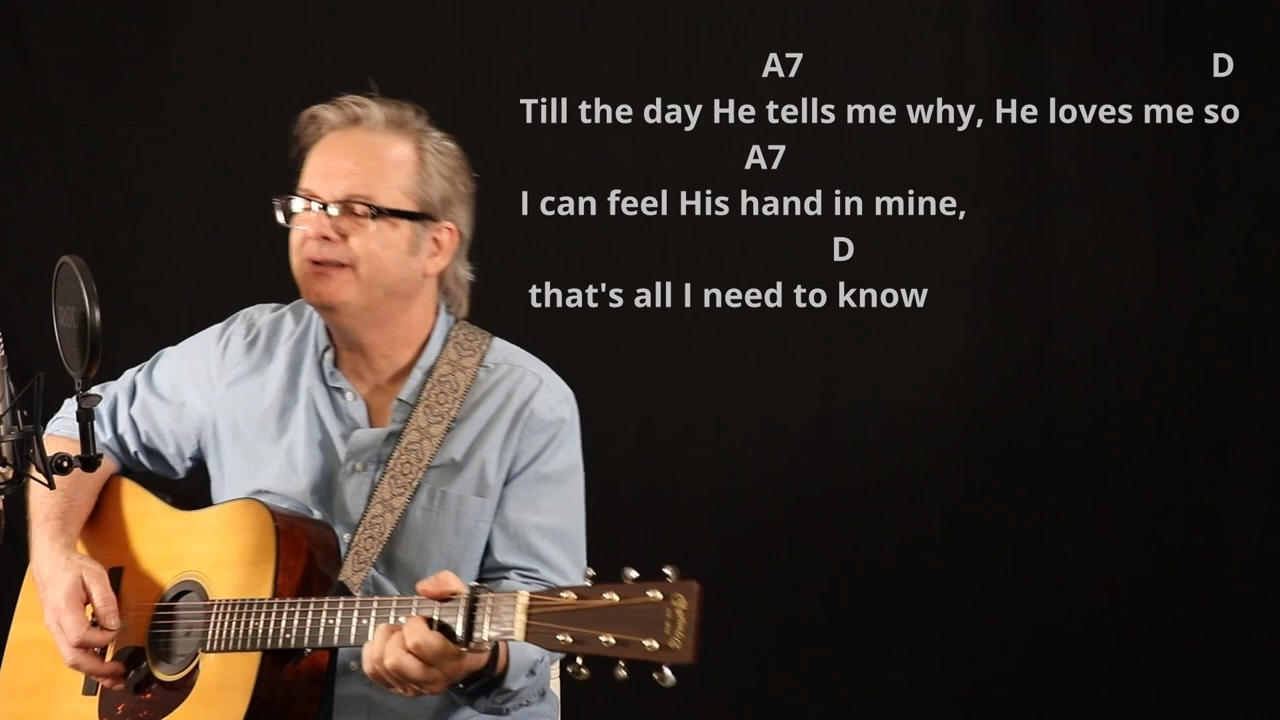 A7 D
Till the day He tells me why, He loves me so
A7
I can feel His hand in mine,
D
that's all I need to know